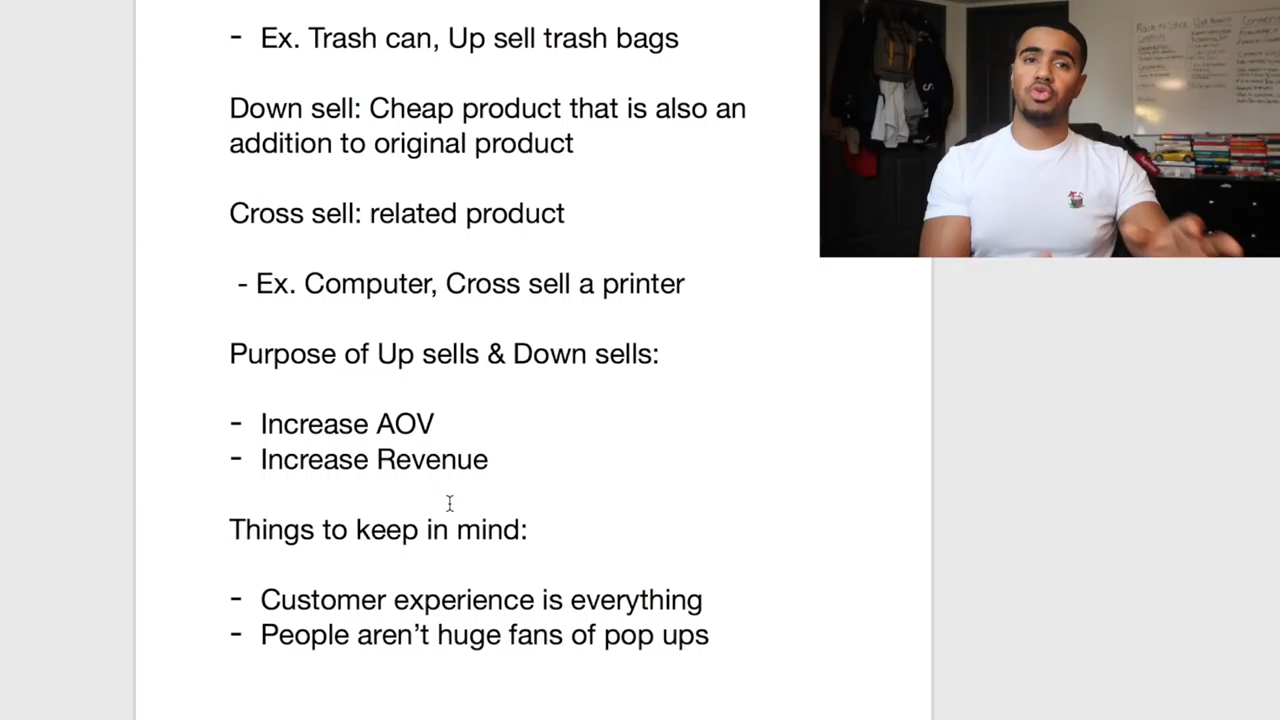 - Ex. Trash can, Up sell trash bags
Down sell: Cheap product that is also an
addition to original product
Cross sell: related product
- Ex. Computer, Cross sell a printer
Purpose of Up sells & Down sells:
- Increase AOV
- Increase Revenue
Things to keep in mind:
- Customer experience is everything
- People aren’t huge fans of pop ups